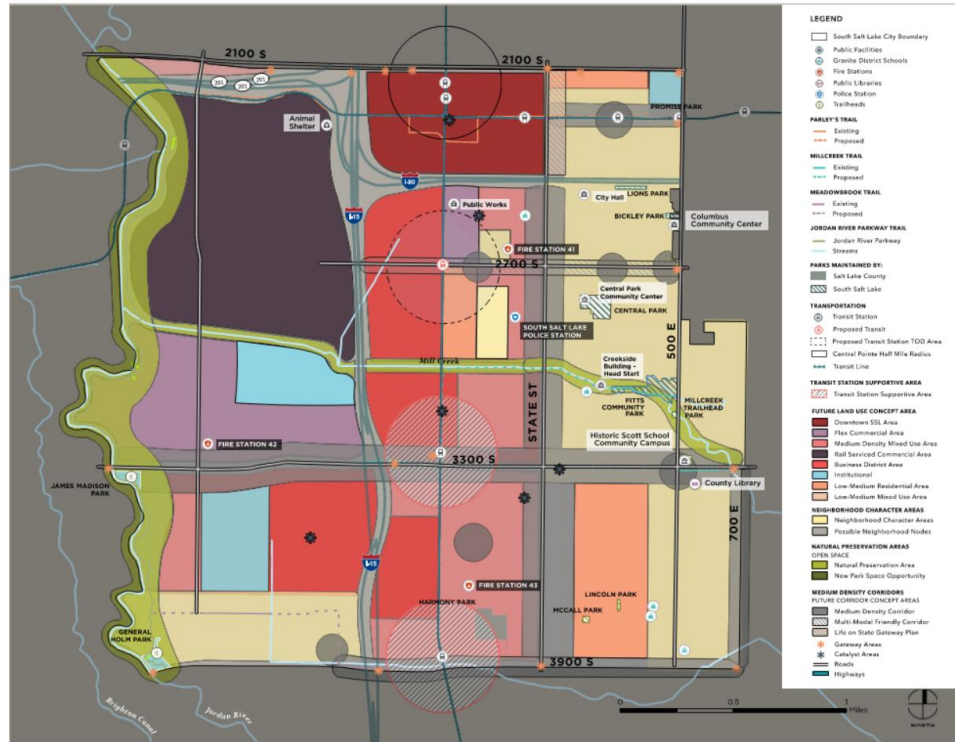 2100 S
2100 S
201
201
201
PROMISE PARK
Animal
Shelter
I-80
City Hall
LIONS PARK
Public Works
I-15
BICKLEY PARK
Columbus
Community Center
FIRE STATION 41
2700 S
Central Park
Community Center
CENTRAL PARK
SOUTH SALT LAKE
POLICE STATION
500 E
Mill Creek
Creekside
Building -
Head Start
STATE ST
FITTS
COMMUNITY
PARK
MILLCREEK
TRAILHEAD
PARK
Historic Scott School
Community Campus
FIRE STATION 42
3300 S
JAMES MADISON
PARK
County Library
700 E
I-15
FIRE STATION 43
HARMONY PARK
LINCOLN PARK
MCCALL PARK
GENERAL
HOLM PARK
3900 S
Brighton Canal
Jordan River
0
0.5
1
Miles
NORTH
LEGEND
South Salt Lake City Boundary
Public Facilities
Granite District Schools
Fire Stations
Public Libraries
Police Station
Trailheads
PARLEY'S TRAIL
Existing
Proposed
MILLCREEK TRAIL
Existing
Proposed
MEADOWBROOK TRAIL
Existing
Proposed
JORDAN RIVER PARKWAY TRAIL
Jordan River Parkway
Streams
PARKS MAINTAINED BY:
Salt Lake County
South Salt Lake
TRANSPORTATION
Transit Station
Proposed Transit
Proposed Transit Station TOD Area
Central Pointe Half Mile Radius
Transit Line
TRANSIT STATION SUPPORTIVE AREA
Transit Station Supportive Area
FUTURE LAND USE CONCEPT AREA
Downtown SSL Area
Flex Commercial Area
Medium Density Mixed Use Area
Rail Serviced Commercial Area
Business District Area
Institutional
Low-Medium Residential Area
Low-Medium Mixed Use Area
NEIGHBORHOOD CHARACTER AREAS
Neighborhood Character Areas
Possible Neighborhood Nodes
NATURAL PRESERVATION AREAS
OPEN SPACE
Natural Preservation Area
New Park Space Opportunity
MEDIUM DENSITY CORRIDORS
FUTURE CORRIDOR CONCEPT AREAS
Medium Density Corridor
Multi-Modal Friendly Corridor
Life on State Gateway Plan
Gateway Areas
Catalyst Areas
Roads
Highways